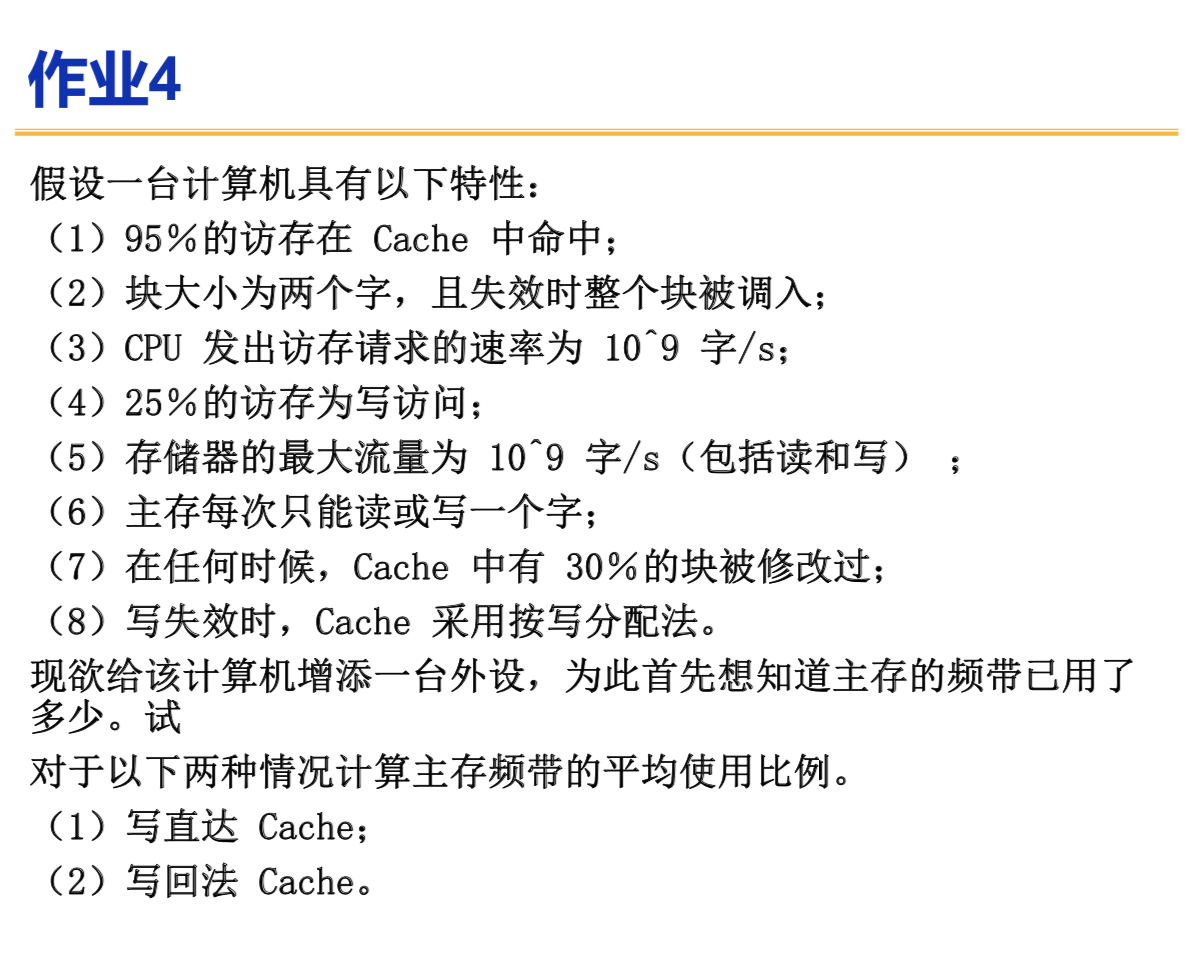 作业4
假设一台计算机具有以下特性：
（1）95％的访存在 Cache 中命中；
（2）块大小为两个字，且失效时整个块被调入；
（3）CPU 发出访存请求的速率为 10^9 字/s；
（4）25％的访存为写访问；
（5）存储器的最大流量为 10^9 字/s（包括读和写） ；
（6）主存每次只能读或写一个字；
（7）在任何时候，Cache 中有 30％的块被修改过；
（8）写失效时，Cache 采用按写分配法。
现欲给该计算机增添一台外设，为此首先想知道主存的频带已用了
多少。试
对于以下两种情况计算主存频带的平均使用比例。
（1）写直达 Cache；
（2）写回法 Cache。